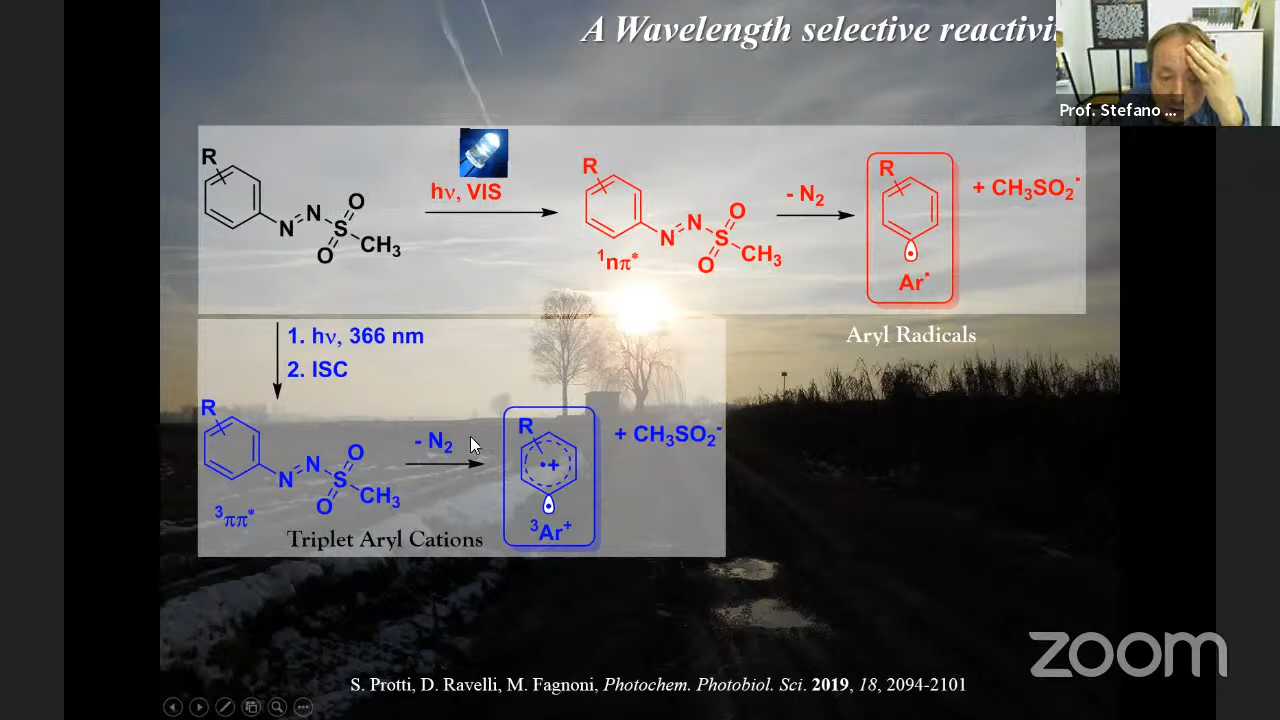 A Wavelength selective reactivi
Prof. Stefano ...
R
N
N
S
O
O
CH3
hν, VIS
R
N
N
S
O
O
CH3
¹nπ*
- N2
R
Ar•
+ CH3SO2•
Aryl Radicals
1. hν, 366 nm
2. ISC
R
N
N
S
O
O
CH3
³ππ*
- N2
R
•+
³Ar⁺
+ CH3SO2⁻
Triplet Aryl Cations
zoom
S. Protti, D. Ravelli, M. Fagnoni, Photochem. Photobiol. Sci. 2019, 18, 2094-2101